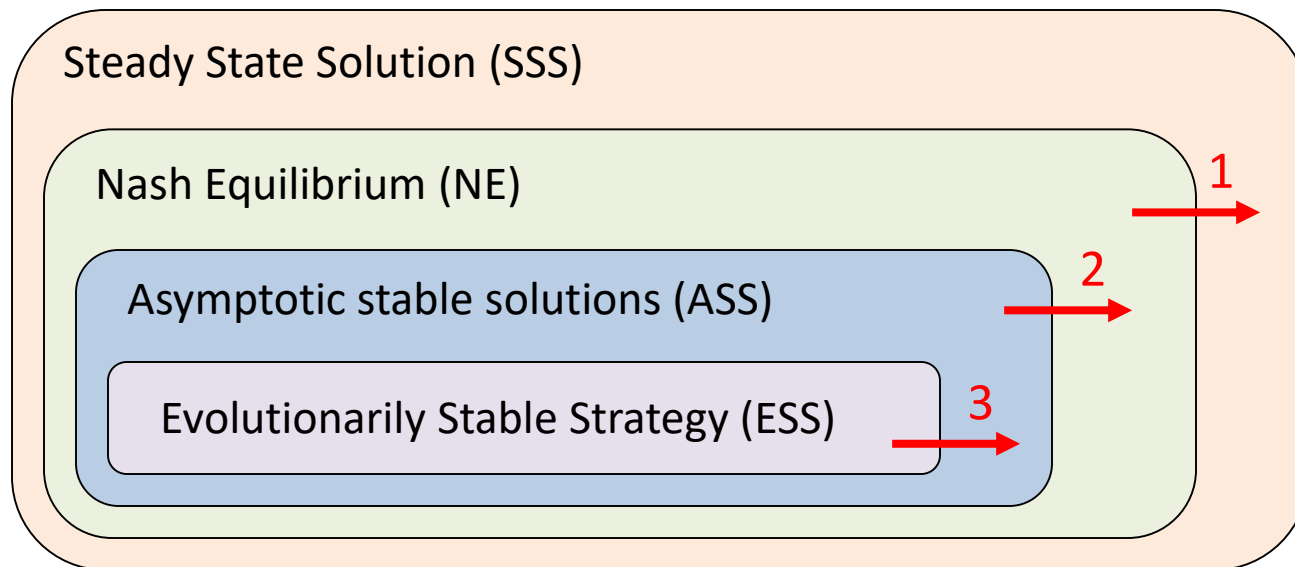 Steady State Solution (SSS)
Nash Equilibrium (NE)
1
Asymptotic stable solutions (ASS)
2
Evolutionarily Stable Strategy (ESS)
3